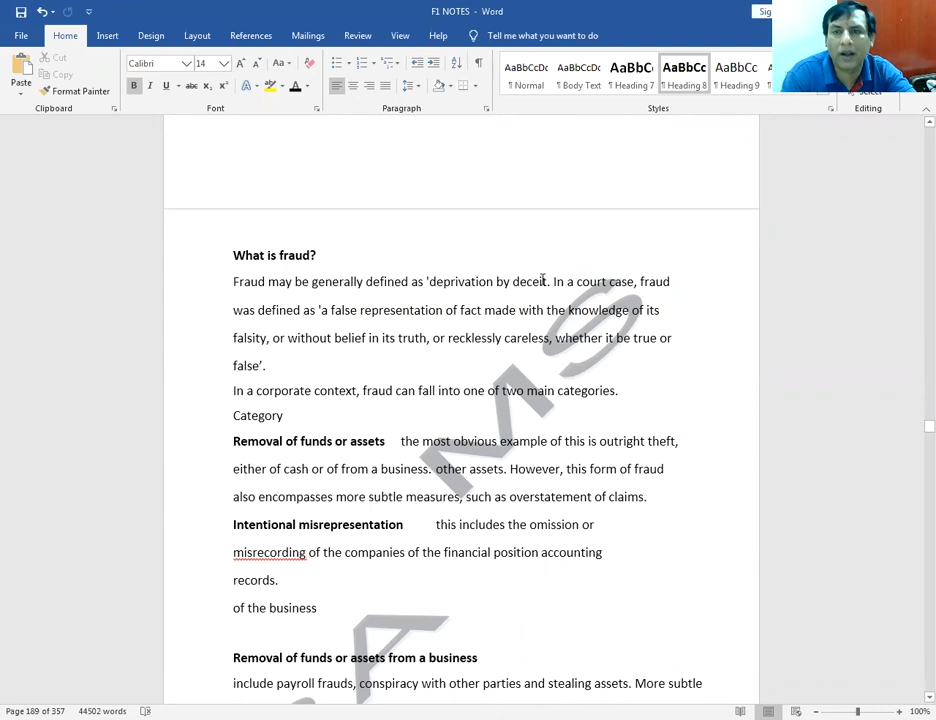 F1 NOTES - Word
Sig
File Home Insert Design Layout References Mailings Review View Help Tell me what you want to do
Paste Cut Copy Format Painter
Calibri 14 Aa
B I U abc x₂ x² A A
AaBbCcDc AaBbCcDc AaBbC AaBbCc AaBbCc
¶ Normal ¶ Body Text ¶ Heading 7 ¶ Heading 8 ¶ Heading 9
Clipboard Font Paragraph Styles Editing
What is fraud?
Fraud may be generally defined as 'deprivation by deceit. In a court case, fraud
was defined as 'a false representation of fact made with the knowledge of its
falsity, or without belief in its truth, or recklessly careless, whether it be true or
false’.
In a corporate context, fraud can fall into one of two main categories.
Category
Removal of funds or assets the most obvious example of this is outright theft,
either of cash or of from a business. other assets. However, this form of fraud
also encompasses more subtle measures, such as overstatement of claims.
Intentional misrepresentation this includes the omission or
misrecording of the companies of the financial position accounting
records.
of the business
Removal of funds or assets from a business
include payroll frauds, conspiracy with other parties and stealing assets. More subtle
MS
A
Page 189 of 357 44502 words 100%